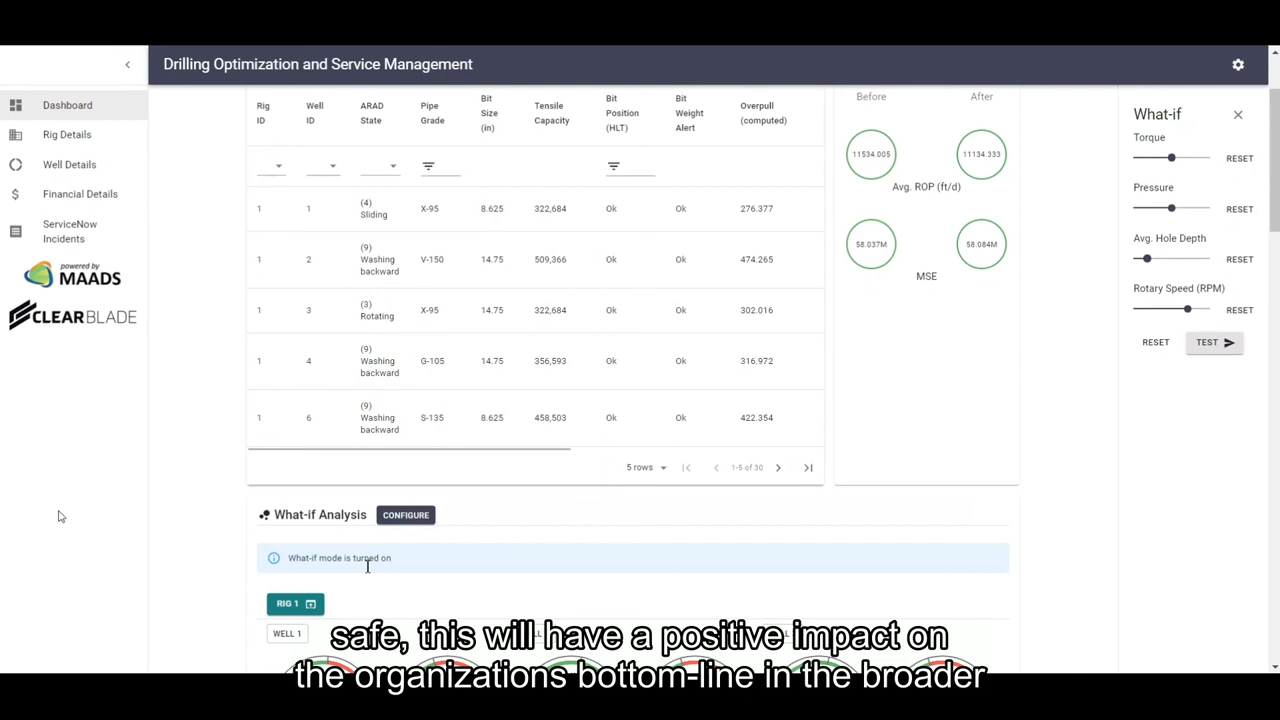 Drilling Optimization and Service Management
Dashboard
Rig Details
Well Details
Financial Details
ServiceNow
Incidents
powered by
MAADS
CLEARBLADE
Rig ID Well ID ARAD State Pipe Grade Bit Size (in) Tensile Capacity Bit Position (HLT) Bit Weight Alert Overpull (computed)
1 1 (4) Sliding X-95 8.625 322,684 Ok Ok 276.377
1 2 (9) Washing backward V-150 14.75 509,366 Ok Ok 474.265
1 3 (3) Rotating X-95 14.75 322,684 Ok Ok 302.016
1 4 (9) Washing backward G-105 14.75 356,593 Ok Ok 316.972
1 6 (9) Washing backward S-135 8.625 458,503 Ok Ok 422.354
5 rows 1-5 of 30
Before After
11534.005 11134.333
Avg. ROP (ft/d)
58.037M 58.084M
MSE
What-if
Torque
RESET
Pressure
RESET
Avg. Hole Depth
RESET
Rotary Speed (RPM)
RESET
RESET TEST
What-if Analysis CONFIGURE
What-if mode is turned on
RIG 1
WELL 1
safe, this will have a positive impact on
the organizations bottom-line in the broader